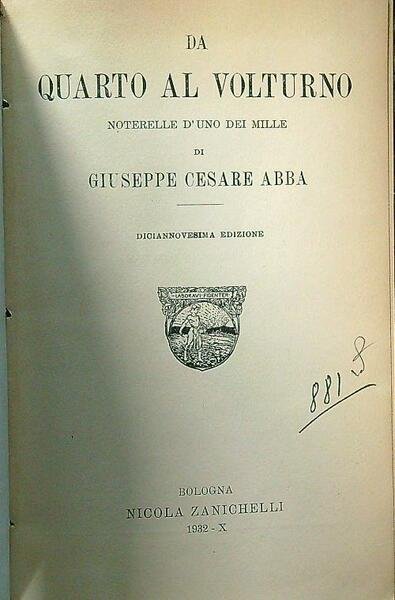 DA
QUARTO AL VOLTURNO
NOTERELLE D'UNO DEI MILLE
DI
GIUSEPPE CESARE ABBA
DICIANNOVESIMA EDIZIONE
LABORAVI FIDENTER
881
BOLOGNA
NICOLA ZANICHELLI
1932 - X